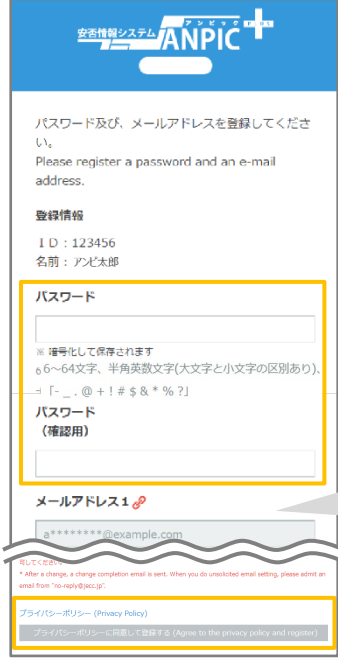 安否情報システム
アンピック PLUS
ANPIC
パスワード及び、メールアドレスを登録してくださ
い。
Please register a password and an e-mail
address.
登録情報
ID：123456
名前： アンピ太郎
パスワード
※ 暗号化して保存されます
6～64文字、半角英数文字(大文字と小文字の区別あり)、
「- _ . @ + ! # $ & * % ?」
パスワード
（確認用）
メールアドレス1
a********@example.com
可してください。
* After a change, a change completion email is sent. When you do unsolicited email setting, please admit an
email from "no-reply@jecc.jp".
プライバシーポリシー (Privacy Policy)
プライバシーポリシーに同意して登録する (Agree to the privacy policy and register)